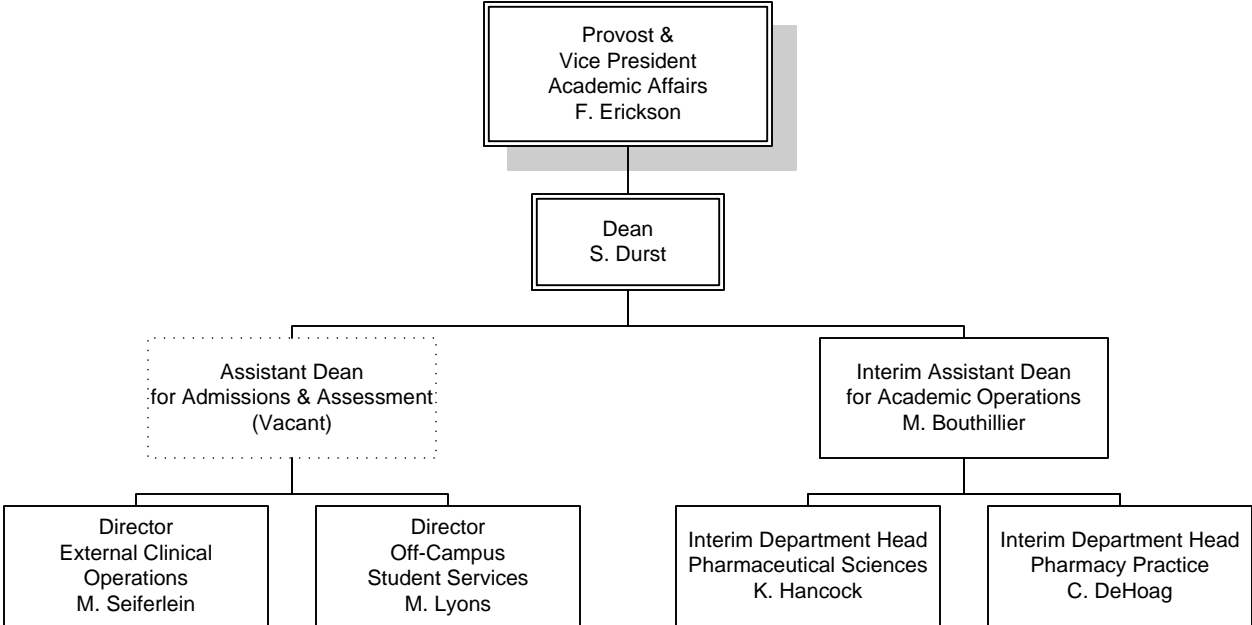 Provost &
Vice President
Academic Affairs
F. Erickson
Dean
S. Durst
Assistant Dean
for Admissions & Assessment
(Vacant)
Interim Assistant Dean
for Academic Operations
M. Bouthillier
Director
External Clinical
Operations
M. Seiferlein
Director
Off-Campus
Student Services
M. Lyons
Interim Department Head
Pharmaceutical Sciences
K. Hancock
Interim Department Head
Pharmacy Practice
C. DeHoag